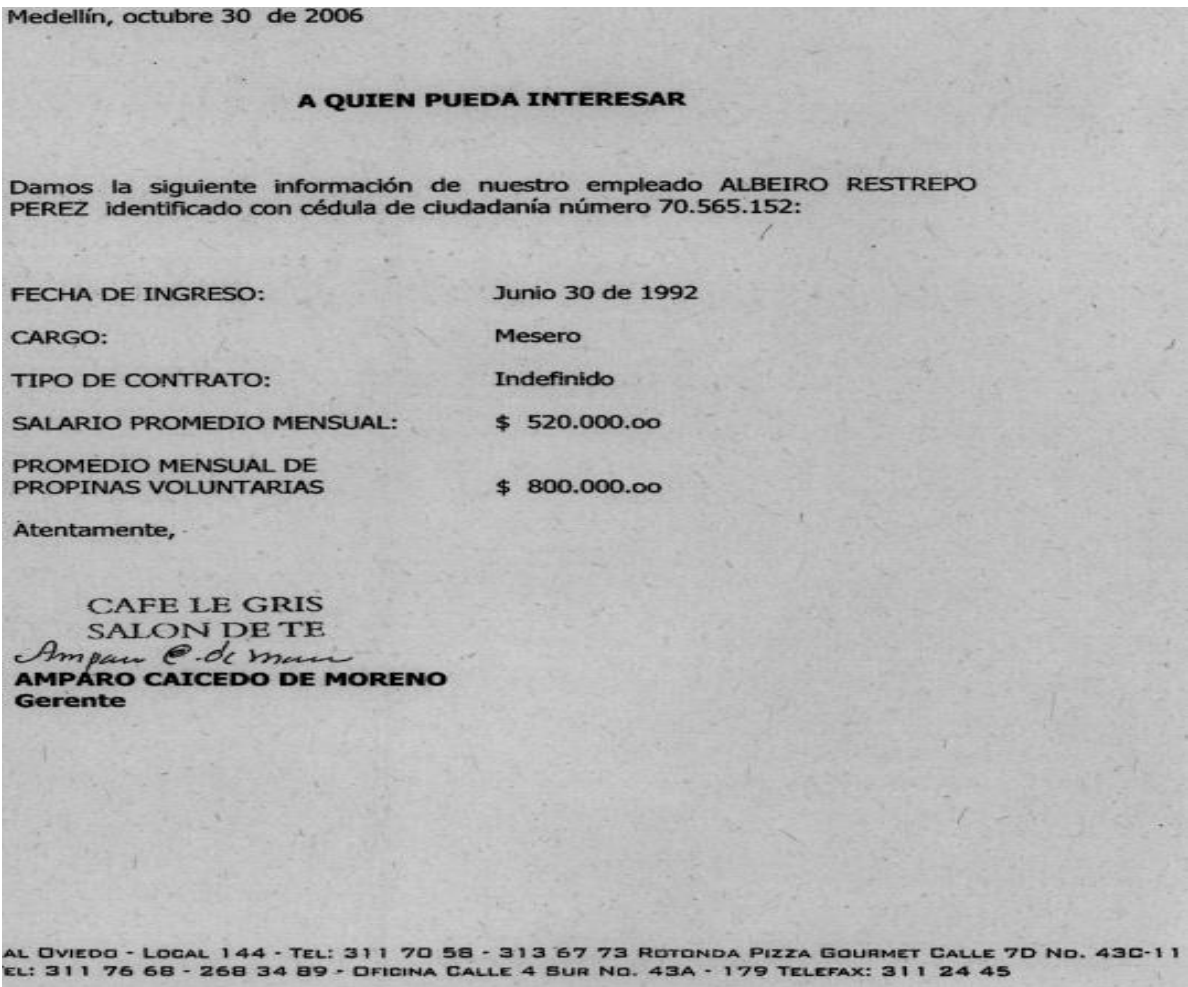 Medellín, octubre 30 de 2006
A QUIEN PUEDA INTERESAR
Damos la siguiente información de nuestro empleado ALBEIRO RESTREPO
PEREZ identificado con cédula de ciudadanía número 70.565.152:
FECHA DE INGRESO: Junio 30 de 1992
CARGO: Mesero
TIPO DE CONTRATO: Indefinido
SALARIO PROMEDIO MENSUAL: $ 520.000.oo
PROMEDIO MENSUAL DE
PROPINAS VOLUNTARIAS $ 800.000.oo
Atentamente,
CAFE LE GRIS
SALON DE TE
AMPARO CAICEDO DE MORENO
Gerente
AL OVIEDO - LOCAL 144 - TEL: 311 70 58 - 313 67 73 ROTONDA PIZZA GOURMET CALLE 7D NO. 43C-11
EL: 311 76 68 - 268 34 89 - OFICINA CALLE 4 SUR NO. 43A - 179 TELEFAX: 311 24 45